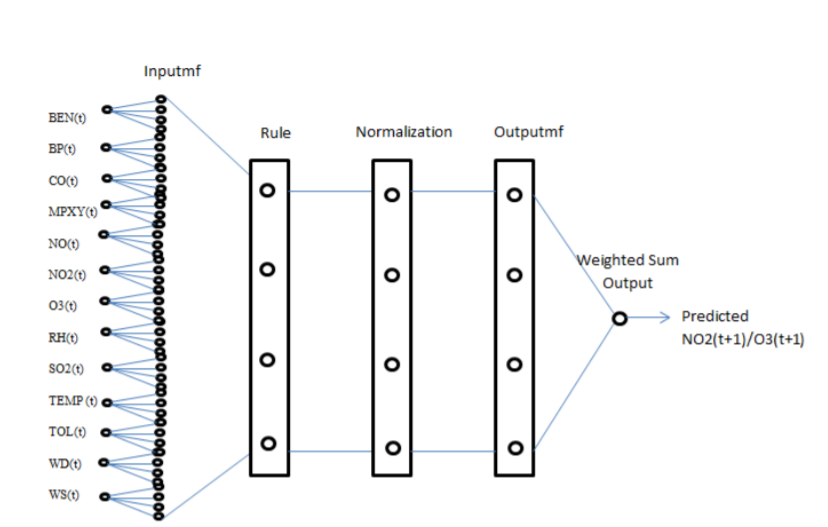 Inputmf
Rule
Normalization
Outputmf
BEN(t)
BP(t)
CO(t)
MPXY(t)
NO(t)
NO2(t)
O3(t)
RH(t)
SO2(t)
TEMP (t)
TOL(t)
WD(t)
WS(t)
Weighted Sum
Output
Predicted
NO2(t+1)/O3(t+1)